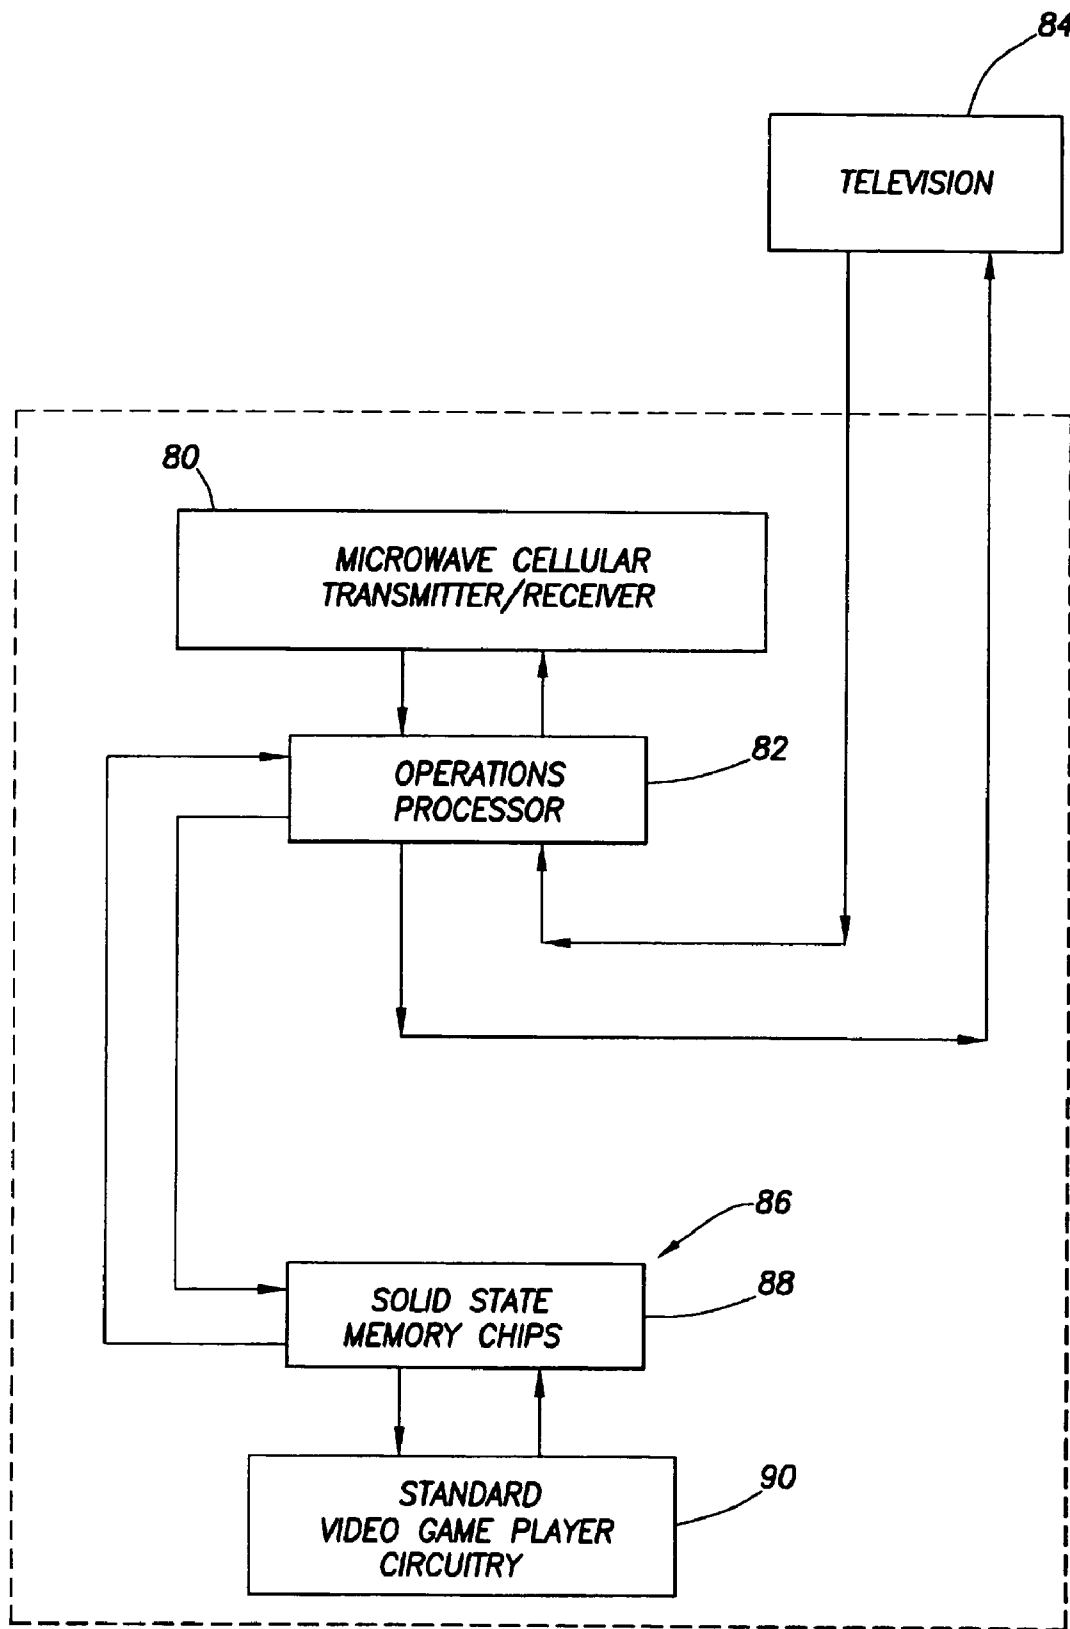 84
TELEVISION
80
MICROWAVE CELLULAR
TRANSMITTER/RECEIVER
82
OPERATIONS
PROCESSOR
86
88
SOLID STATE
MEMORY CHIPS
90
STANDARD
VIDEO GAME PLAYER
CIRCUITRY